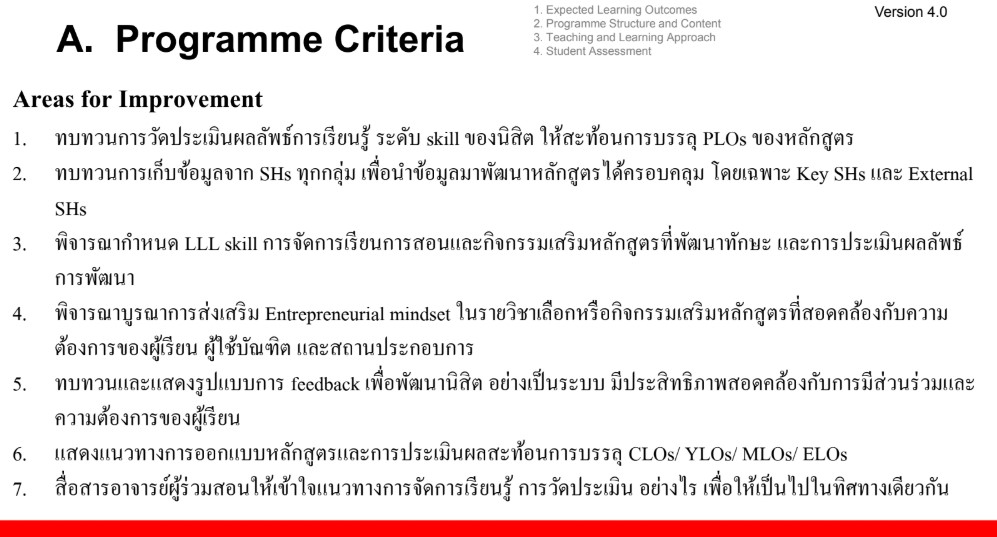 A. Programme Criteria
1. Expected Learning Outcomes
2. Programme Structure and Content
3. Teaching and Learning Approach
4. Student Assessment
Version 4.0
Areas for Improvement
1. ทบทวนการวัดประเมินผลลัพธ์การเรียนรู้ ระดับ skill ของนิสิต ให้สะท้อนการบรรลุ PLOs ของหลักสูตร
2. ทบทวนการเก็บข้อมูลจาก SHs ทุกกลุ่ม เพื่อนำข้อมูลมาพัฒนาหลักสูตรได้ครอบคลุม โดยเฉพาะ Key SHs และ External
SHs
3. พิจารณากำหนด LLL skill การจัดการเรียนการสอนและกิจกรรมเสริมหลักสูตรที่พัฒนาทักษะ และการประเมินผลลัพธ์
การพัฒนา
4. พิจารณาบูรณาการส่งเสริม Entrepreneurial mindset ในรายวิชาเลือกหรือกิจกรรมเสริมหลักสูตรที่สอดคล้องกับความ
ต้องการของผู้เรียน ผู้ใช้บัณฑิต และสถานประกอบการ
5. ทบทวนและแสดงรูปแบบการ feedback เพื่อพัฒนานิสิต อย่างเป็นระบบ มีประสิทธิภาพสอดคล้องกับการมีส่วนร่วมและ
ความต้องการของผู้เรียน
6. แสดงแนวทางการออกแบบหลักสูตรและการประเมินผลสะท้อนการบรรลุ CLOs/ YLOs/ MLOs/ ELOs
7. สื่อสารอาจารย์ผู้ร่วมสอนให้เข้าใจแนวทางการจัดการเรียนรู้ การวัดประเมิน อย่างไร เพื่อให้เป็นไปในทิศทางเดียวกัน